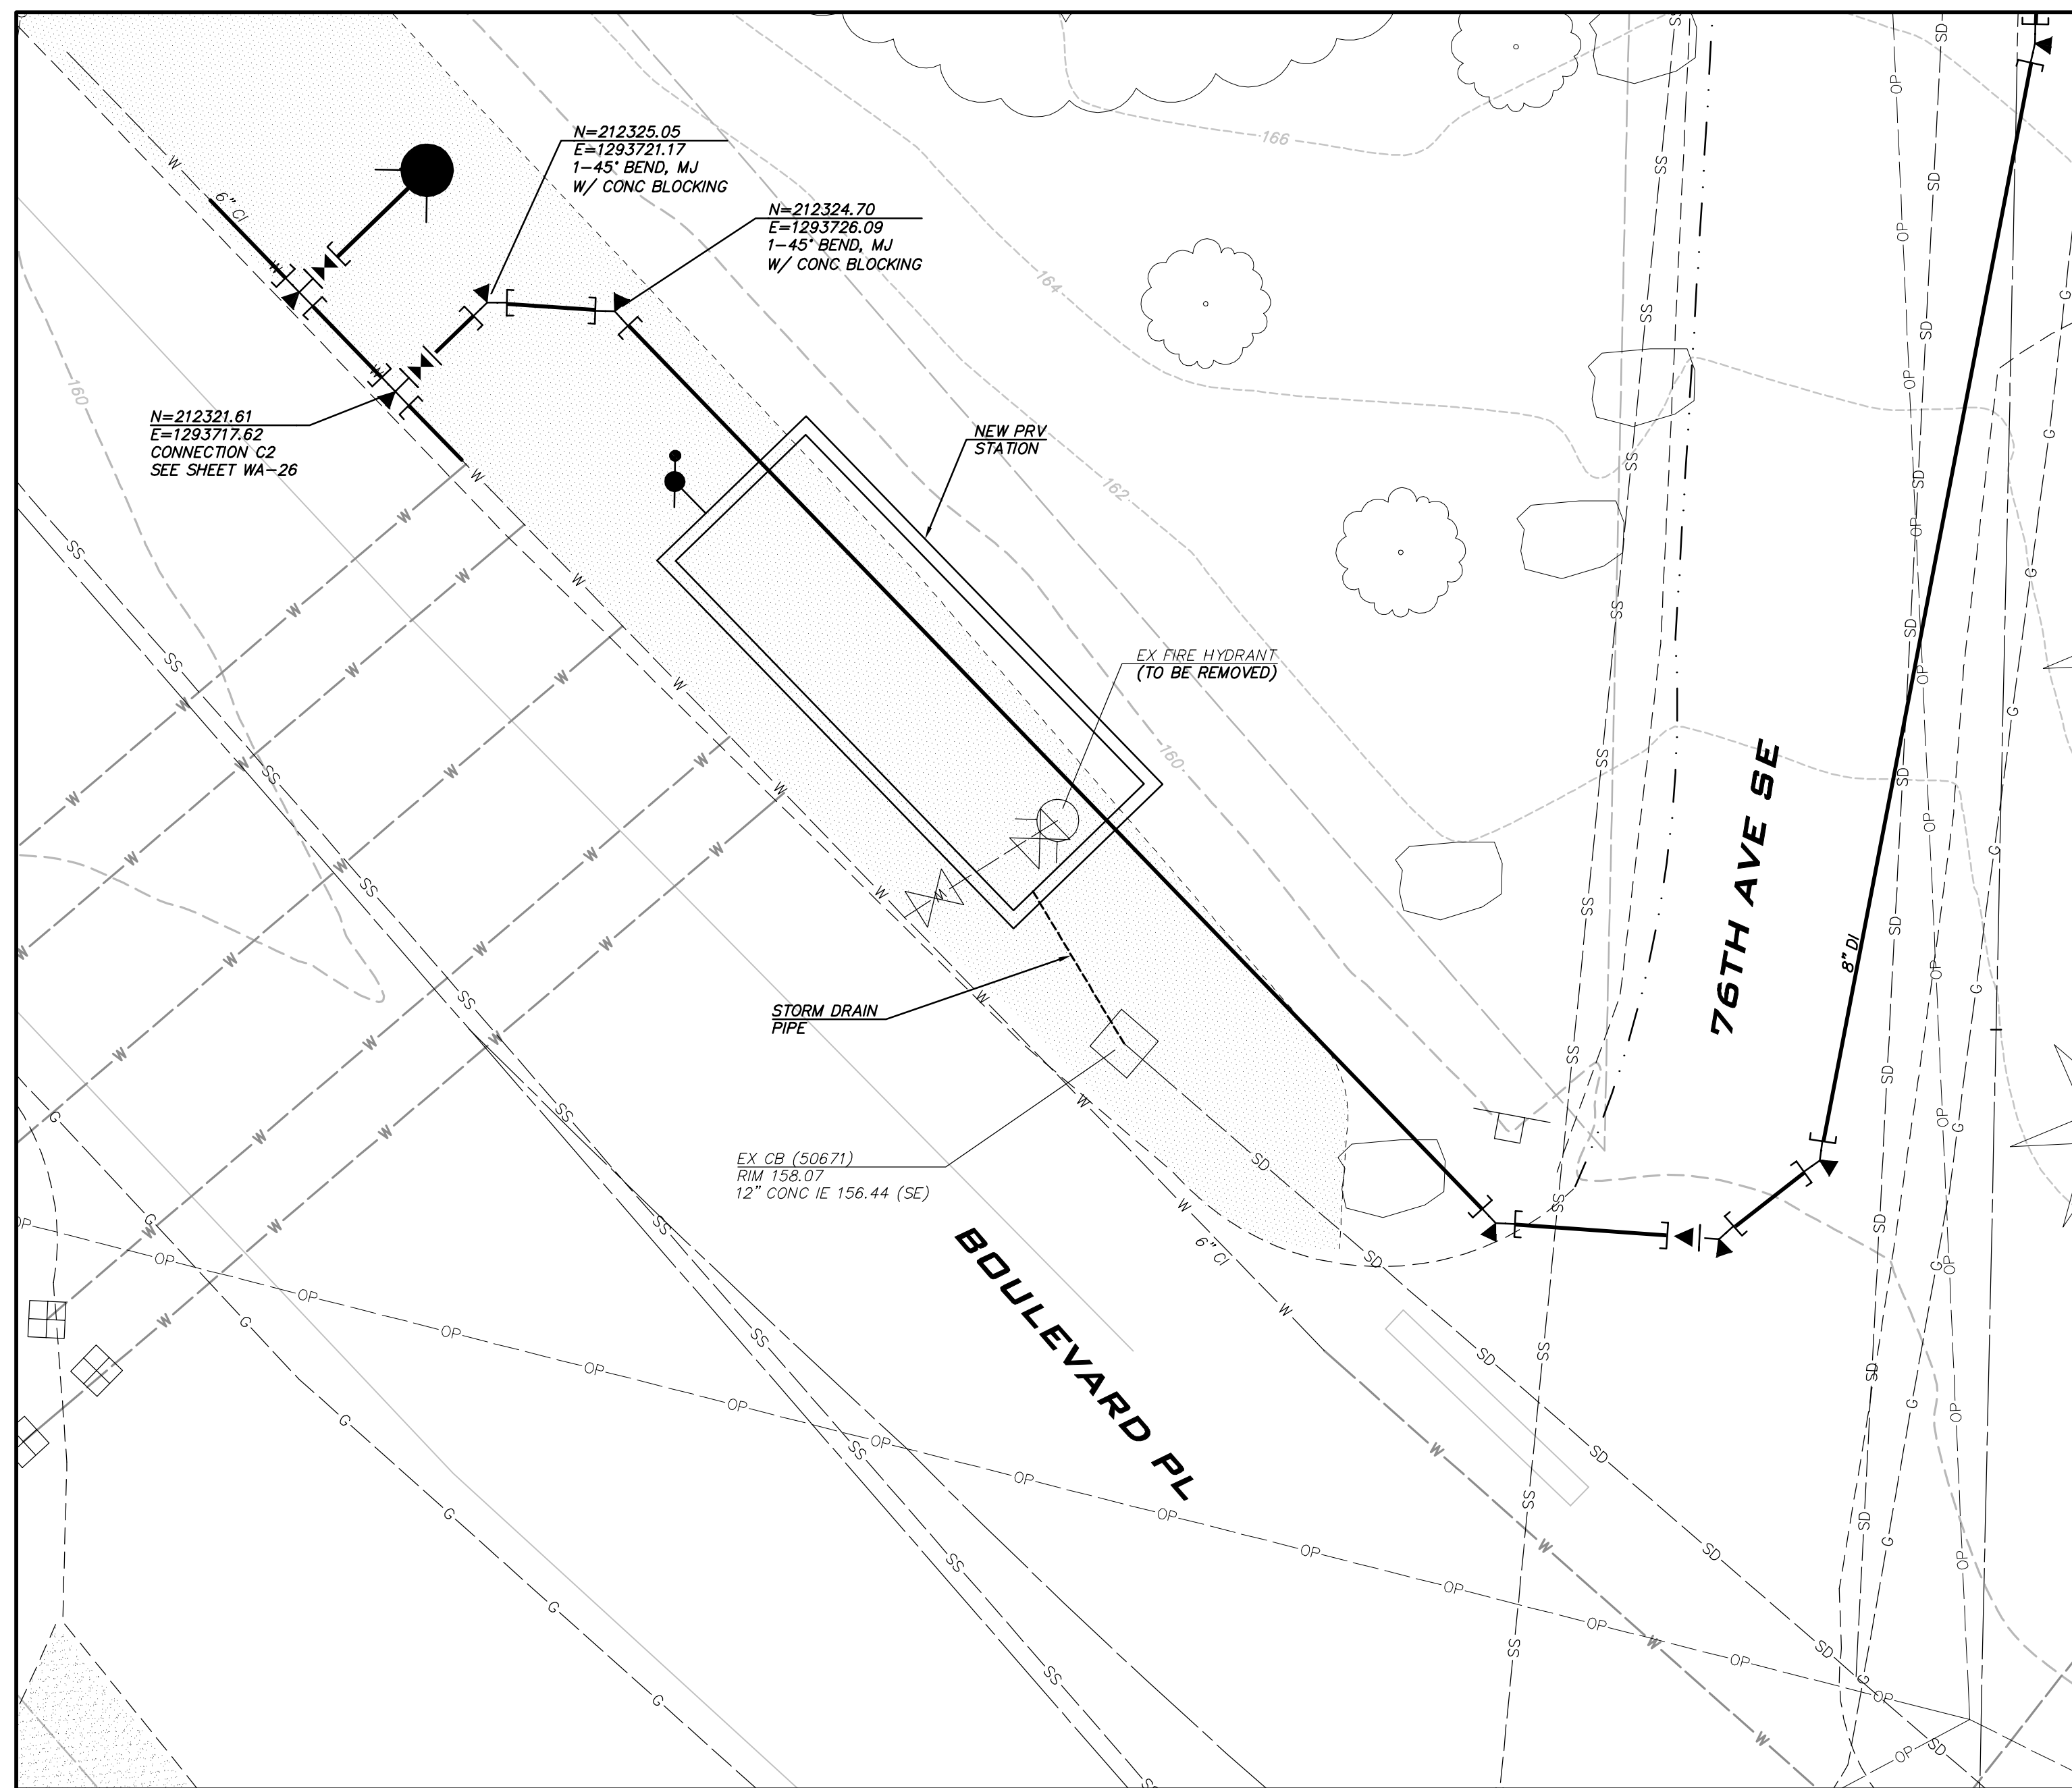 N=212325.05
E=1293721.17
1-45° BEND, MJ
W/ CONC BLOCKING
N=212324.70
E=1293726.09
1-45° BEND, MJ
W/ CONC BLOCKING
166
164
6" CI
160
N=212321.61
E=1293717.62
CONNECTION C2
SEE SHEET WA-26
NEW PRV
STATION
162
EX FIRE HYDRANT
(TO BE REMOVED)
160
76TH AVE SE
8" DI
STORM DRAIN
PIPE
EX CB (50671)
RIM 158.07
12" CONC IE 156.44 (SE)
6" CI
BOULEVARD PL
W
SS
SD
OP
G